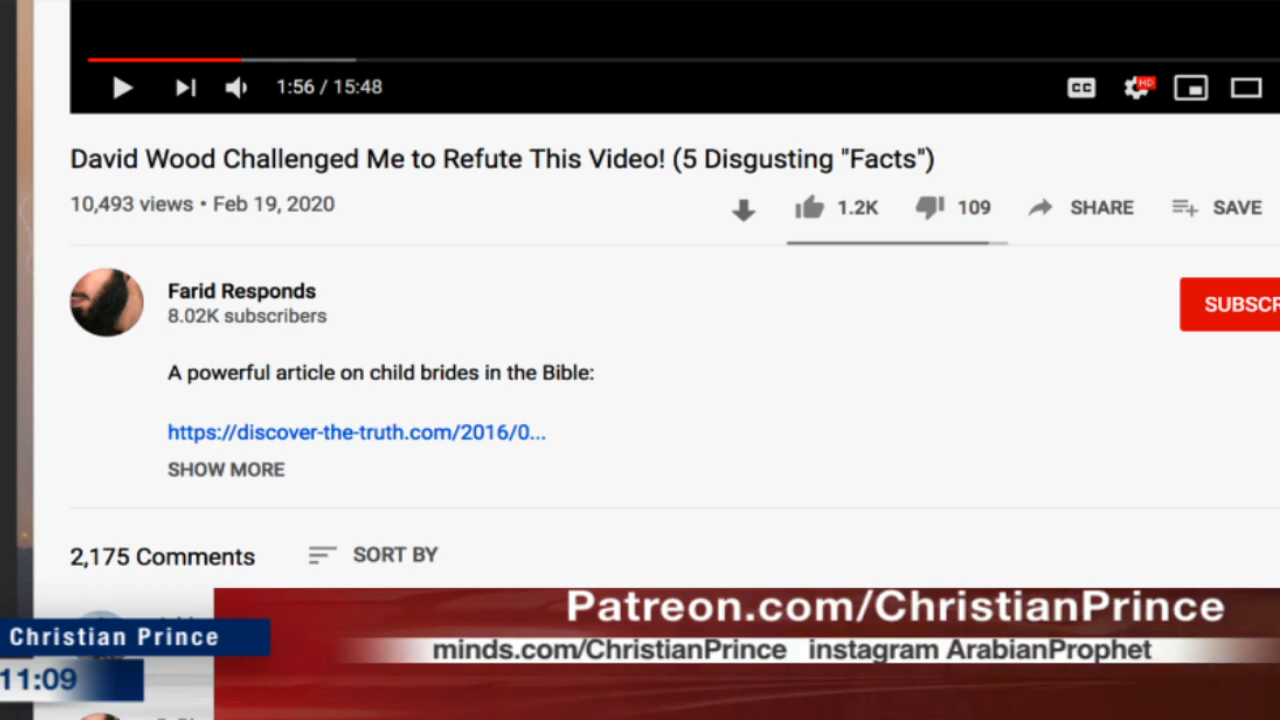 1:56 / 15:48
CC
HD
David Wood Challenged Me to Refute This Video! (5 Disgusting "Facts")
10,493 views • Feb 19, 2020
1.2K
109
SHARE
SAVE
Farid Responds
8.02K subscribers
SUBSCR
A powerful article on child brides in the Bible:
https://discover-the-truth.com/2016/0...
SHOW MORE
2,175 Comments
SORT BY
Patreon.com/ChristianPrince
Christian Prince
minds.com/ChristianPrince instagram ArabianProphet
11:09